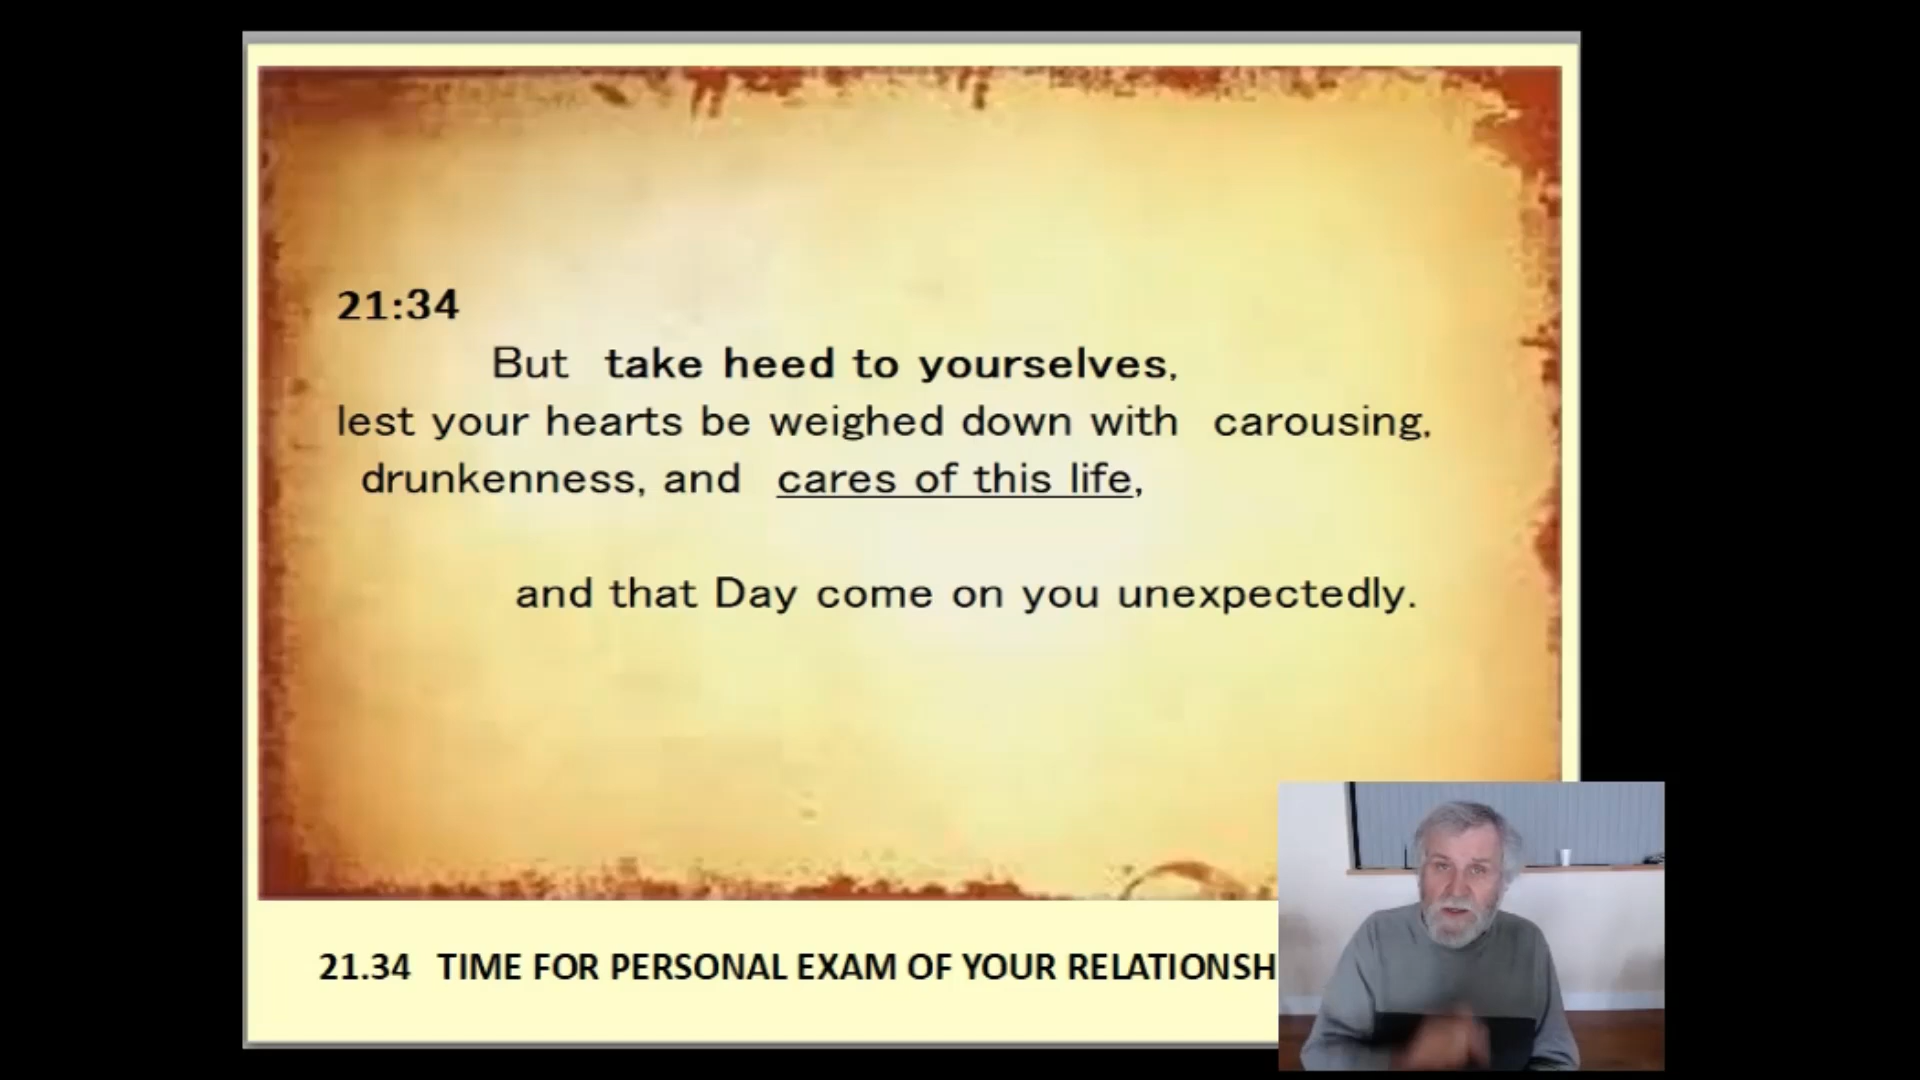 21:34
But take heed to yourselves,
lest your hearts be weighed down with carousing,
drunkenness, and cares of this life,
and that Day come on you unexpectedly.
21.34 TIME FOR PERSONAL EXAM OF YOUR RELATIONSH